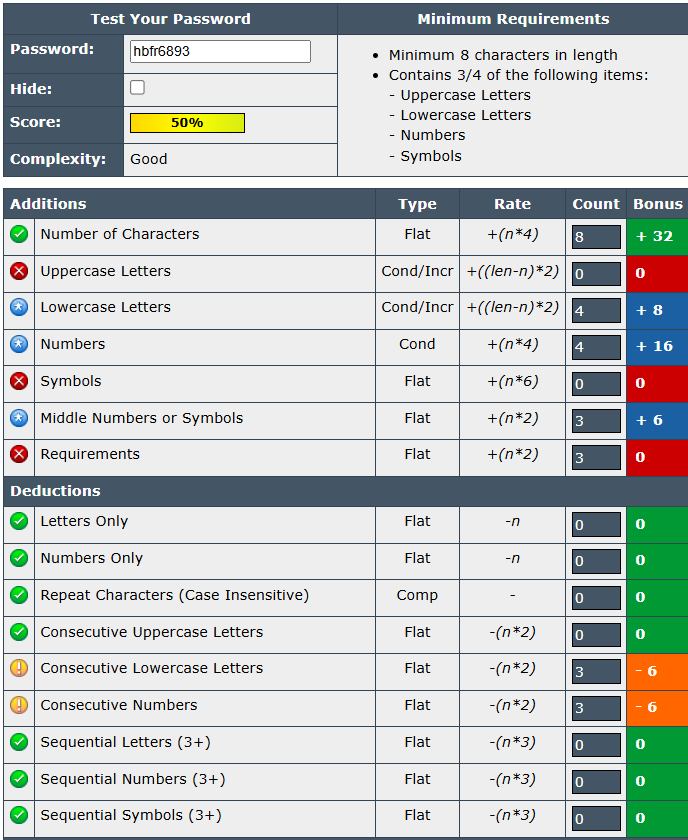 Test Your Password Minimum Requirements
Password: hbfr6893
• Minimum 8 characters in length
• Contains 3/4 of the following items:
- Uppercase Letters
- Lowercase Letters
- Numbers
- Symbols
Hide:
Score: 50%
Complexity: Good
Additions Type Rate Count Bonus
Number of Characters Flat +(n*4) 8 + 32
Uppercase Letters Cond/Incr +((len-n)*2) 0 0
Lowercase Letters Cond/Incr +((len-n)*2) 4 + 8
Numbers Cond +(n*4) 4 + 16
Symbols Flat +(n*6) 0 0
Middle Numbers or Symbols Flat +(n*2) 3 + 6
Requirements Flat +(n*2) 3 0
Deductions
Letters Only Flat -n 0 0
Numbers Only Flat -n 0 0
Repeat Characters (Case Insensitive) Comp - 0 0
Consecutive Uppercase Letters Flat -(n*2) 0 0
Consecutive Lowercase Letters Flat -(n*2) 3 - 6
Consecutive Numbers Flat -(n*2) 3 - 6
Sequential Letters (3+) Flat -(n*3) 0 0
Sequential Numbers (3+) Flat -(n*3) 0 0
Sequential Symbols (3+) Flat -(n*3) 0 0